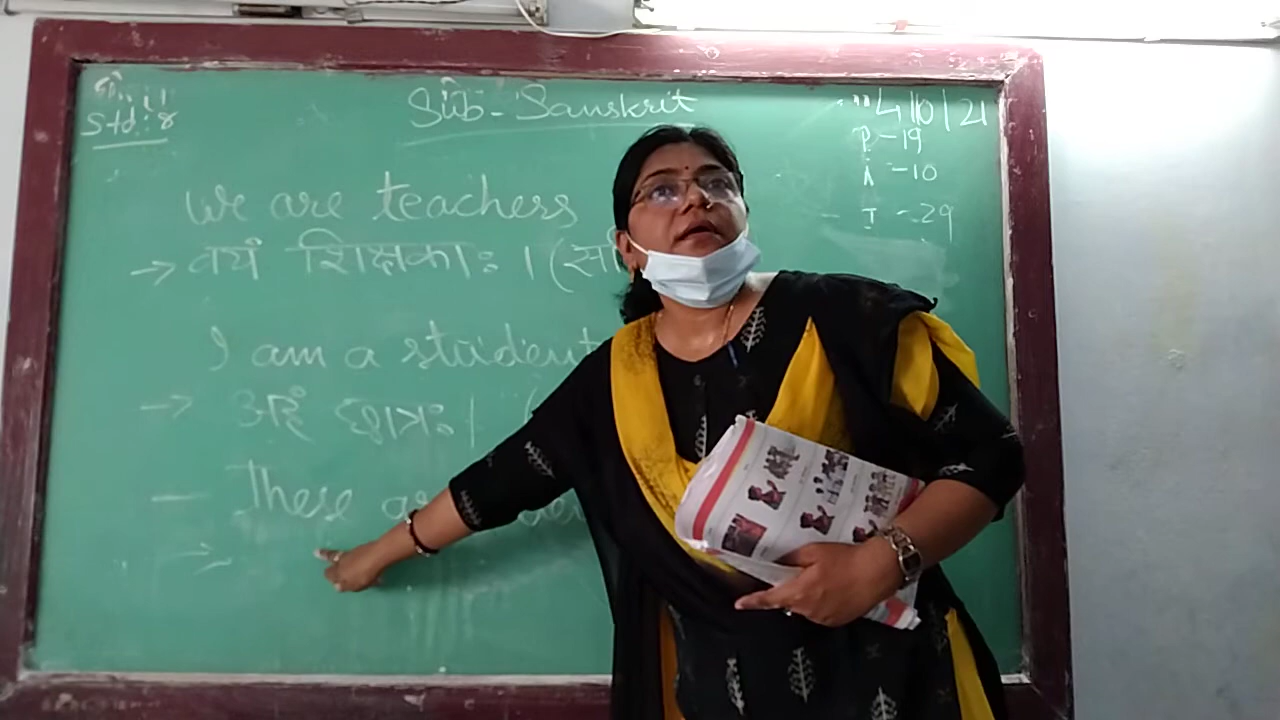 Std : 8
Sub - Sanskrit
4/10/21
P - 19
A - 10
T - 29
We are teachers
→ वयं शिक्षकाः । (सा
I am a student
→ अहं छात्रः । (
— These are
→